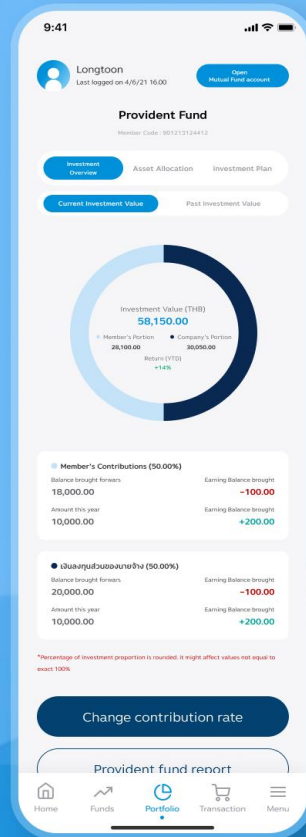 9:41
Longtoon
Last logged on 4/6/21 16.00
Open
Mutual Fund account
Provident Fund
Member Code : 001213124412
Investment
Overview
Asset Allocation
Investment Plan
Current Investment Value
Past Investment Value
Investment Value (THB)
58,150.00
Member's Portion
Company's Portion
28,100.00
30,050.00
Return (YTD)
+14%
Member's Contributions (50.00%)
Balance brought forwars
Earning Balance brought
18,000.00
-100.00
Amount this year
Earning Balance brought
10,000.00
+200.00
เงินลงทุนส่วนของนายจ้าง (50.00%)
Balance brought forwars
Earning Balance brought
20,000.00
-100.00
Amount this year
Earning Balance brought
10,000.00
+200.00
*Percentage of investment proportion is rounded. it might affect values not equal to
exact 100%
Change contribution rate
Provident fund report
Home
Funds
Portfolio
Transaction
Menu